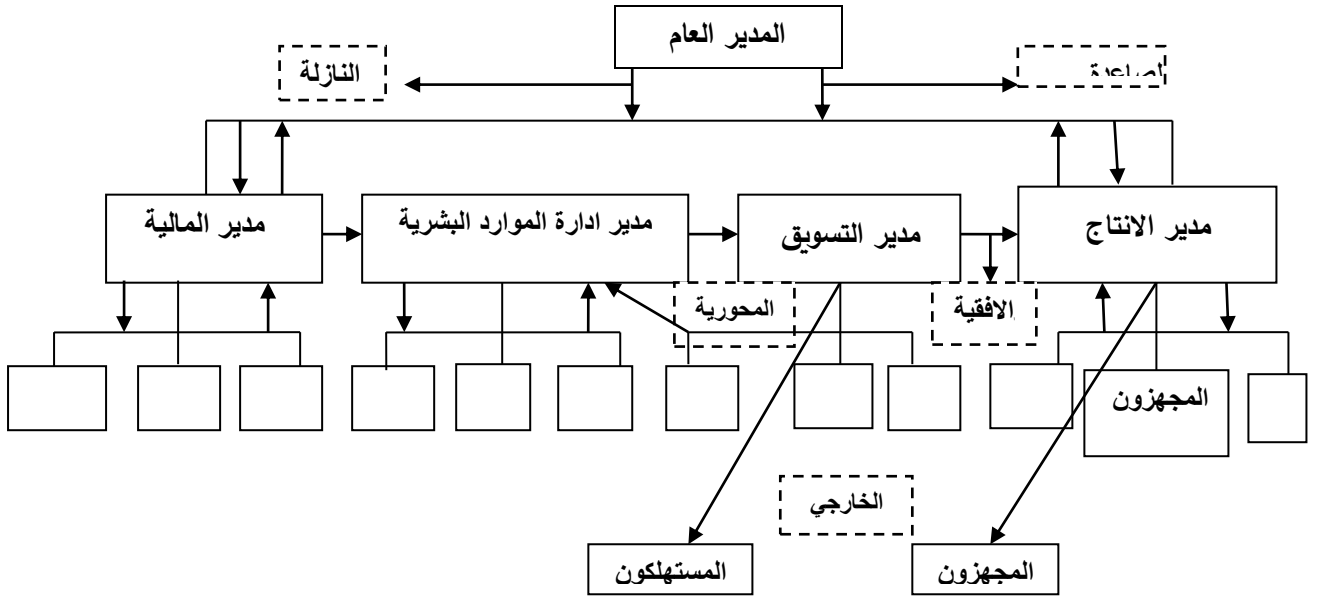 المدير العام
لصاعدة
النازلة
مدير الانتاج
مدير التسويق
مدير ادارة الموارد البشرية
مدير المالية
الافقية
المحورية
المجهزون
الخارجي
المجهزون
المستهلكون